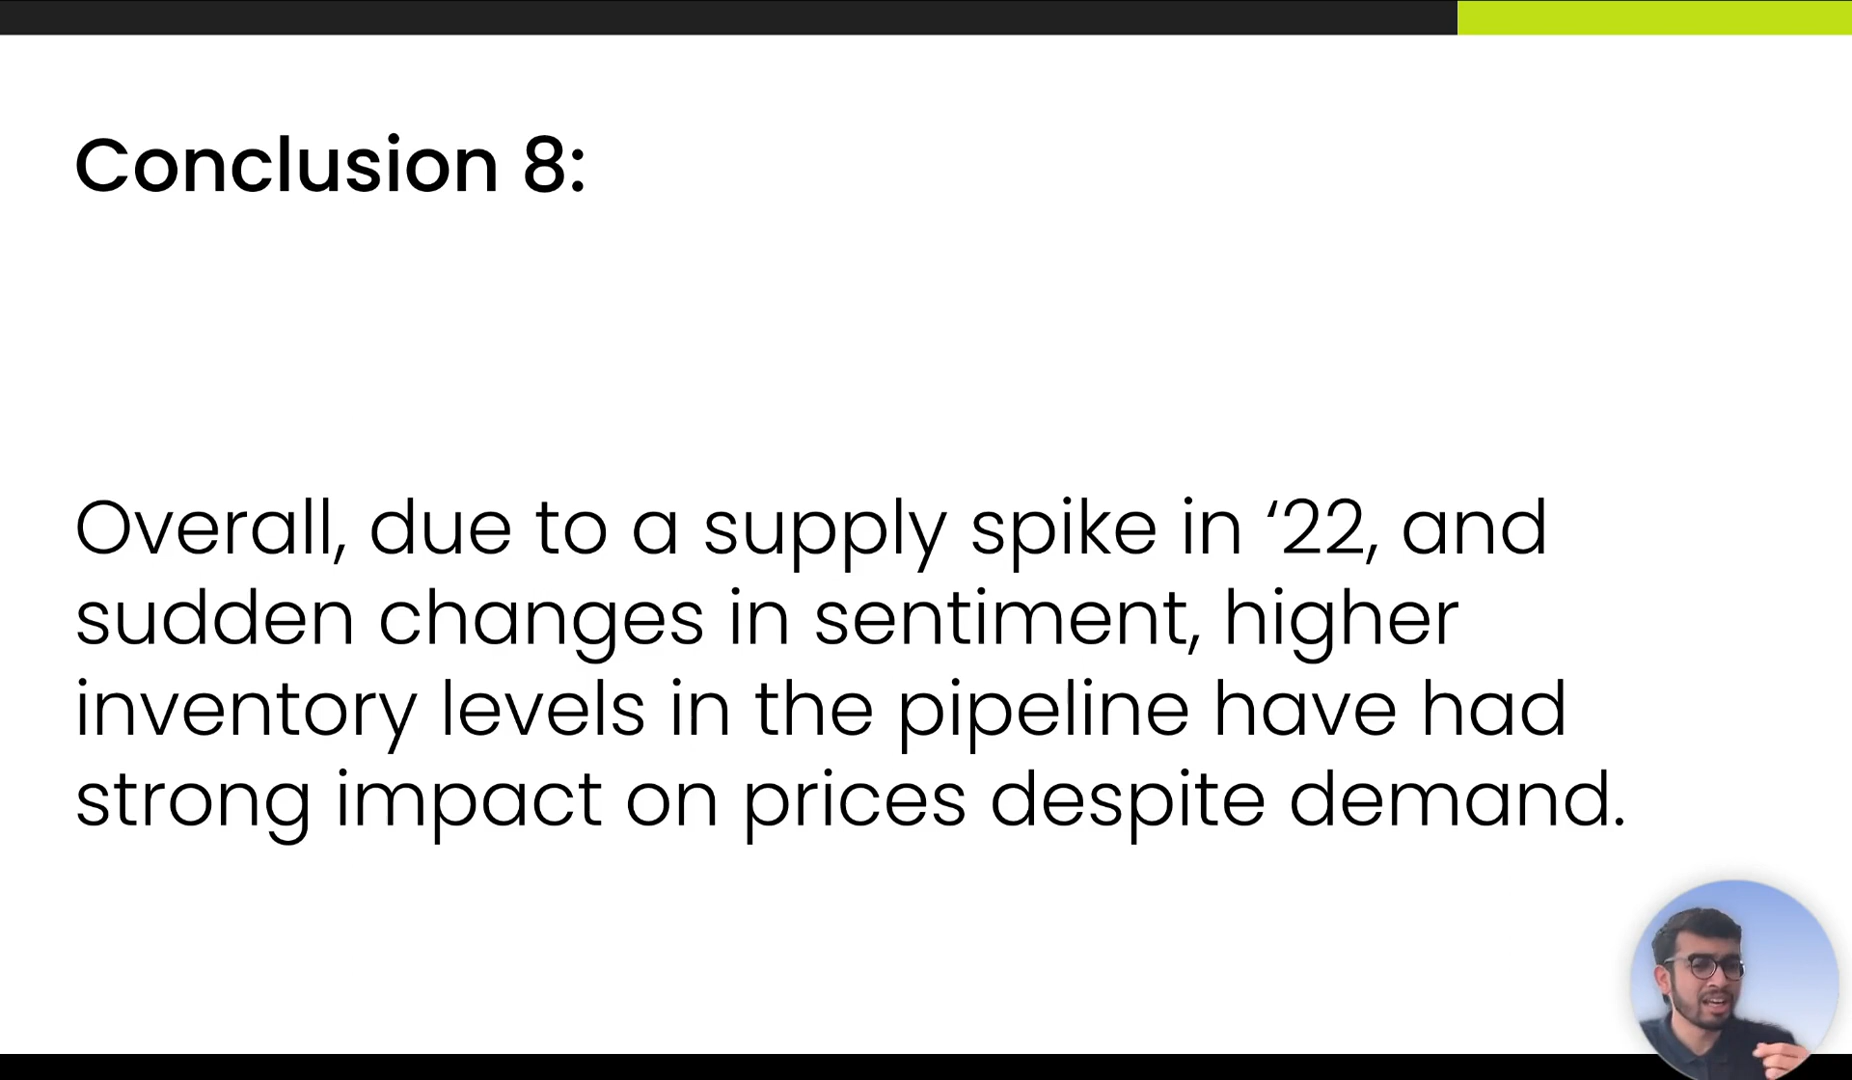 Conclusion 8:
Overall, due to a supply spike in ‘22, and
sudden changes in sentiment, higher
inventory levels in the pipeline have had
strong impact on prices despite demand.